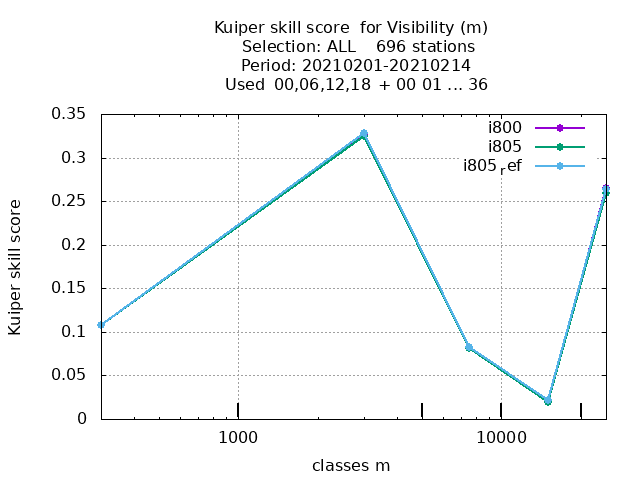 Kuiper skill score  for Visibility (m)
Selection: ALL    696 stations
Period: 20210201-20210214
Used  00,06,12,18  + 00 01 ... 36
0.35
0.3
0.25
0.2
0.15
0.1
0.05
0
Kuiper skill score
i800
i805
i805ref
1000
10000
classes m